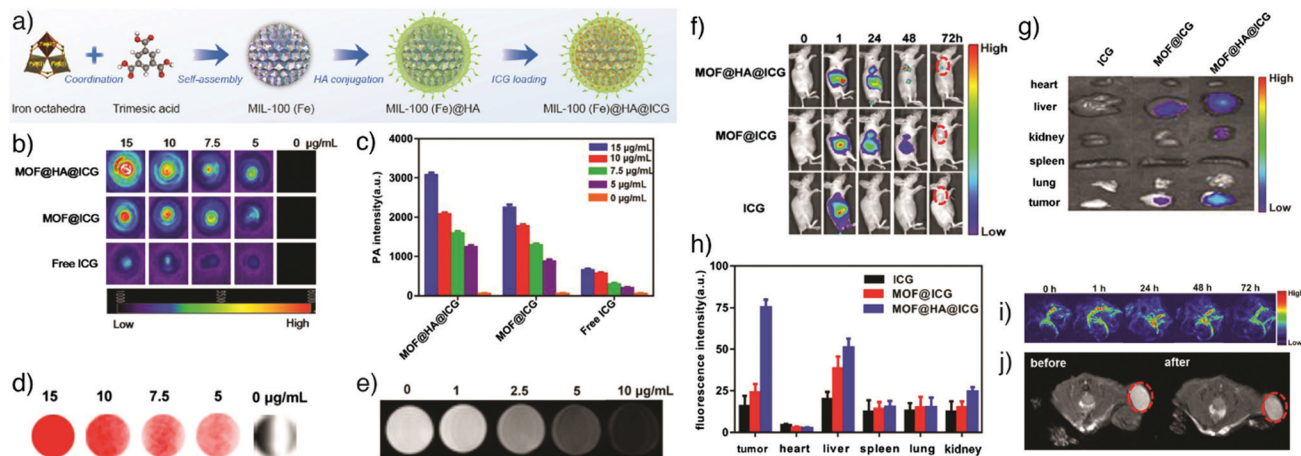 a)
Coordination
Self-assembly
HA conjugation
ICG loading
Iron octahedra
Trimesic acid
MIL-100 (Fe)
MIL-100 (Fe)@HA
MIL-100 (Fe)@HA@ICG
b)
15 10 7.5 5 0 μg/mL
MOF@HA@ICG
MOF@ICG
Free ICG
Low High
c)
PA intensity(a.u.)
4000
3000
2000
1000
0
15 μg/mL
10 μg/mL
7.5 μg/mL
5 μg/mL
0 μg/mL
MOF@HA@ICG
MOF@ICG
Free ICG
d)
15 10 7.5 5 0 μg/mL
e)
0 1 2.5 5 10 μg/mL
f)
0 1 24 48 72h
MOF@HA@ICG
MOF@ICG
ICG
High
Low
g)
ICG
MOF@ICG
MOF@HA@ICG
heart
liver
kidney
spleen
lung
tumor
High
Low
h)
fluorescence intensity(a.u.)
100
75
50
25
0
ICG
MOF@ICG
MOF@HA@ICG
tumor heart liver spleen lung kidney
i)
0 h 1 h 24 h 48 h 72 h
High
Low
j)
before after